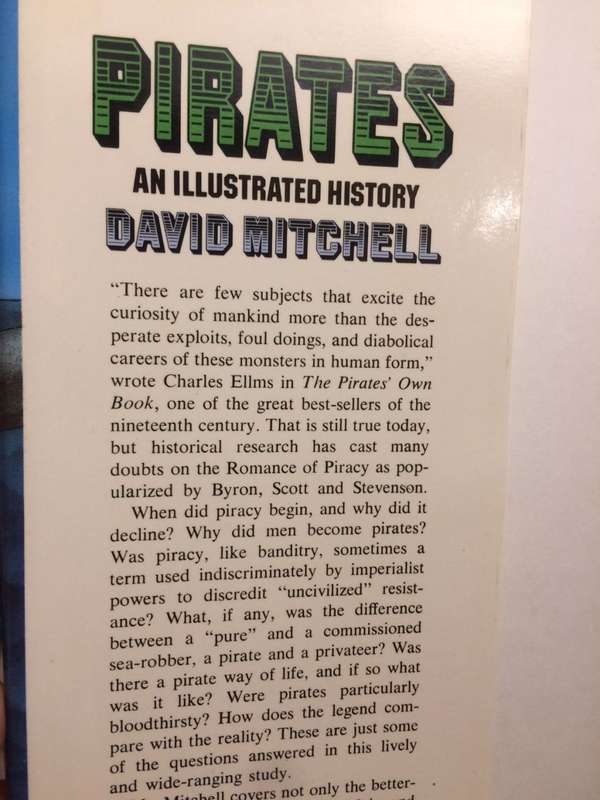 PIRATES
AN ILLUSTRATED HISTORY
DAVID MITCHELL
“There are few subjects that excite the
curiosity of mankind more than the des-
perate exploits, foul doings, and diabolical
careers of these monsters in human form,”
wrote Charles Ellms in The Pirates’ Own
Book, one of the great best-sellers of the
nineteenth century. That is still true today,
but historical research has cast many
doubts on the Romance of Piracy as pop-
ularized by Byron, Scott and Stevenson.
When did piracy begin, and why did it
decline? Why did men become pirates?
Was piracy, like banditry, sometimes a
term used indiscriminately by imperialist
powers to discredit “uncivilized” resist-
ance? What, if any, was the difference
between a “pure” and a commissioned
sea-robber, a pirate and a privateer? Was
there a pirate way of life, and if so what
was it like? Were pirates particularly
bloodthirsty? How does the legend com-
pare with the reality? These are just some
of the questions answered in this lively
and wide-ranging study.
Mitchell covers not only the better-